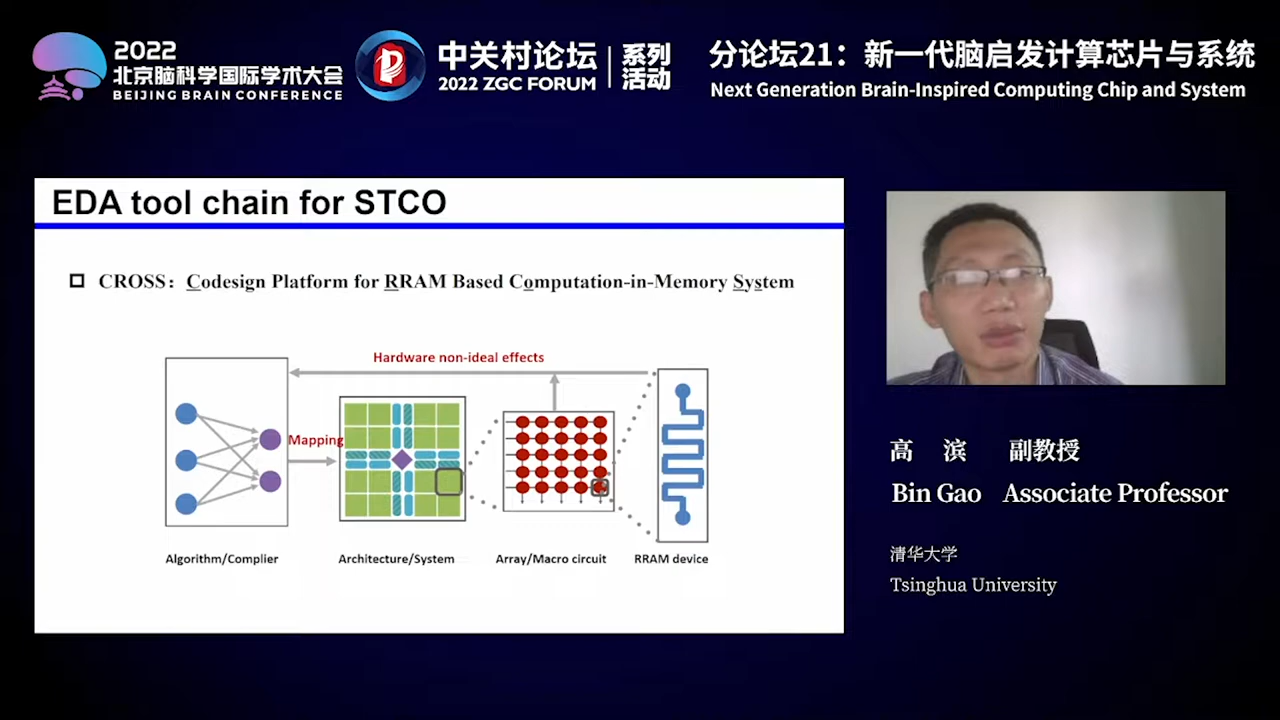 2022
北京脑科学国际学术大会
BEIJING BRAIN CONFERENCE
中关村论坛
2022 ZGC FORUM
系列
活动
分论坛21：新一代脑启发计算芯片与系统
Next Generation Brain-Inspired Computing Chip and System
EDA tool chain for STCO
CROSS：Codesign Platform for RRAM Based Computation-in-Memory System
Hardware non-ideal effects
Mapping
Algorithm/Complier
Architecture/System
Array/Macro circuit
RRAM device
高 滨 副教授
Bin Gao Associate Professor
清华大学
Tsinghua University